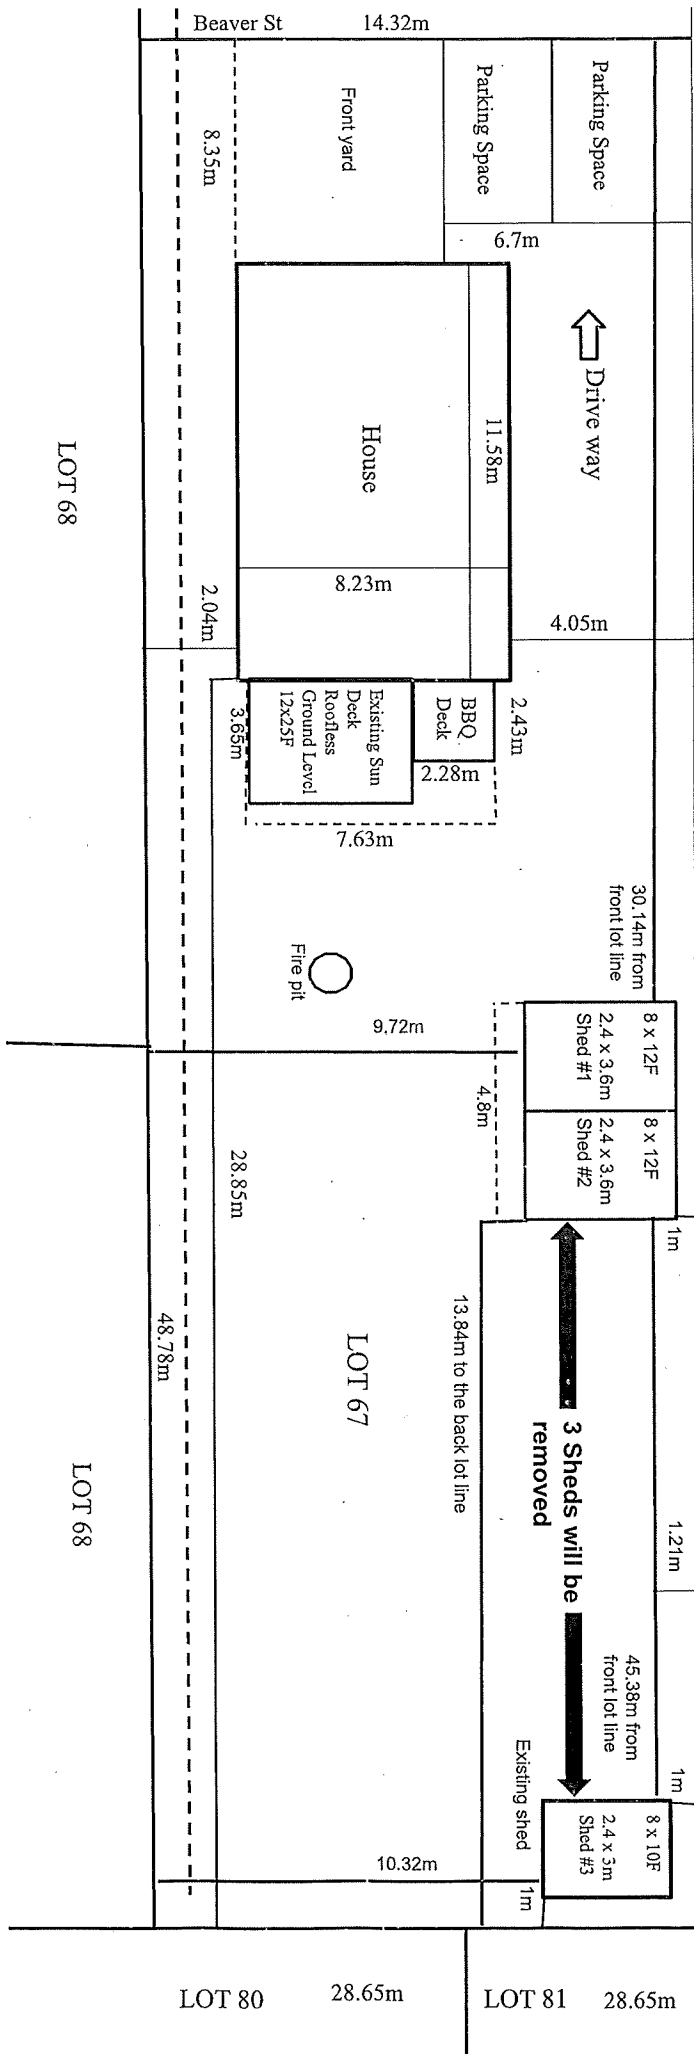 Beaver St
14.32m
8.35m
Front yard
Parking Space
Parking Space
6.7m
Drive way
LOT 68
House
11.58m
8.23m
2.04m
4.05m
3.65m
Existing Sun
Deck
Roofless
Ground Level
12x25F
BBQ
Deck
2.43m
2.28m
7.63m
30.14m from
front lot line
Fire pit
9.72m
8 x 12F
2.4 x 3.6m
Shed #1
8 x 12F
2.4 x 3.6m
Shed #2
4.8m
1m
28.85m
48.78m
LOT 67
13.84m to the back lot line
3 Sheds will be
removed
LOT 68
1.21m
45.38m from
front lot line
1m
Existing shed
8 x 10F
2.4 x 3m
Shed #3
10.32m
1m
LOT 80
28.65m
LOT 81
28.65m